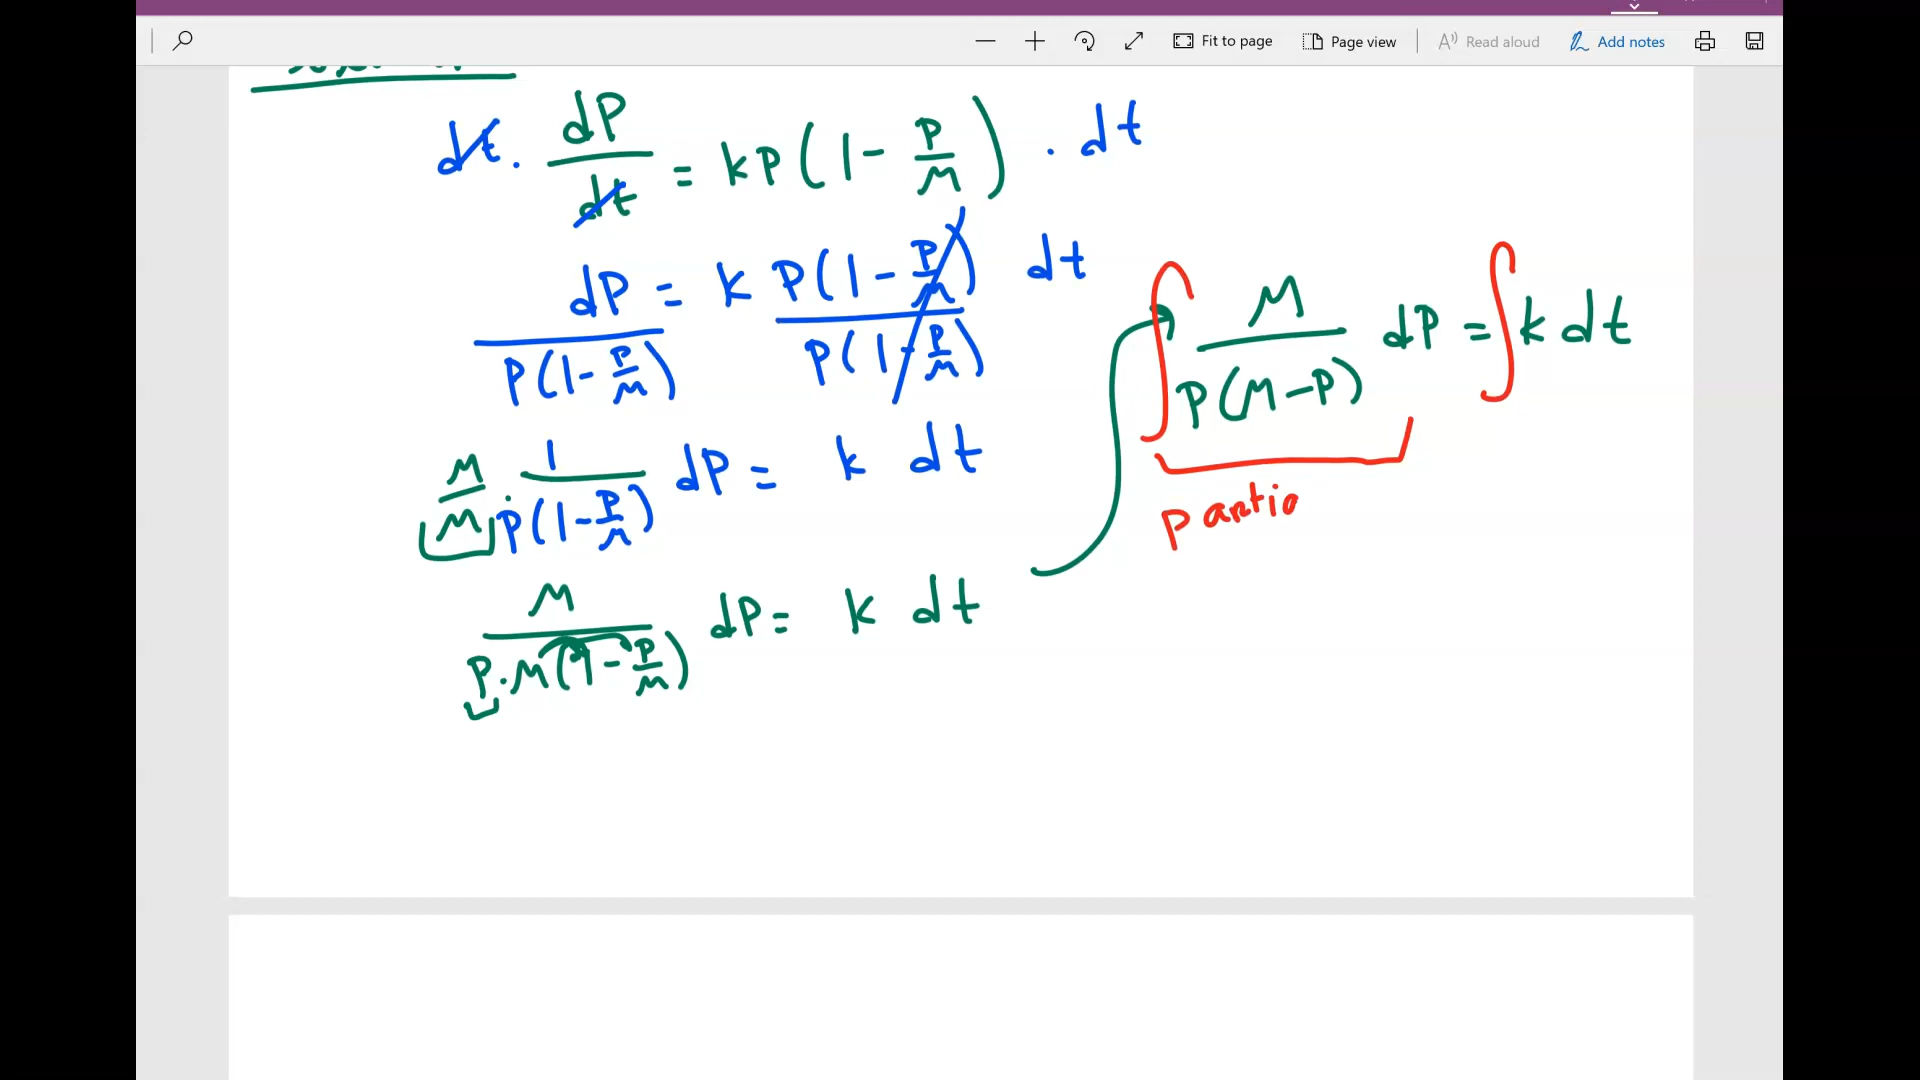 Fit to page Page view Read aloud Add notes
dt · dP/dt = kP(1 - P/M) · dt
dP / P(1 - P/M) = k P(1 - P/M) / P(1 - P/M) dt
M/M · 1 / P(1 - P/M) dP = k dt
M / P · M(1 - P/M) dP = k dt
∫ M / P(M - P) dP = ∫ k dt
partio